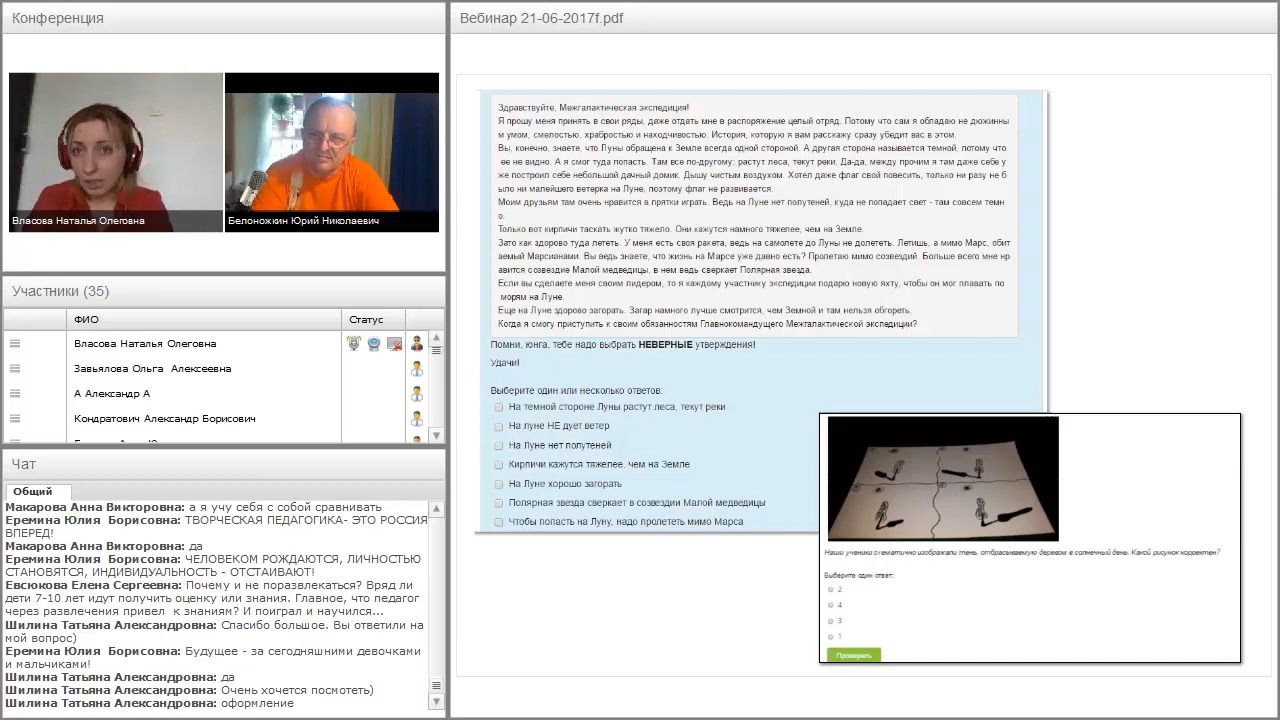 Конференция
Власова Наталья Олеговна
Белоножкин Юрий Николаевич
Участники (35)
ФИО
Статус
Власова Наталья Олеговна
Завьялова Ольга Алексеевна
А Александр А
Кондратович Александр Борисович
Чат
Общий
Макарова Анна Викторовна: а я учу себя с собой сравнивать
Еремина Юлия Борисовна: ТВОРЧЕСКАЯ ПЕДАГОГИКА- ЭТО РОССИЯ
ВПЕРЕД!
Макарова Анна Викторовна: да
Еремина Юлия Борисовна: ЧЕЛОВЕКОМ РОЖДАЮТСЯ, ЛИЧНОСТЬЮ
СТАНОВЯТСЯ, ИНДИВИДУАЛЬНОСТЬ - ОТСТАИВАЮТ!
Евсюкова Елена Сергеевна: Почему и не поразвлекаться? Вряд ли
дети 7-10 лет идут получить оценку или знания. Главное, что педагог
через развлечения привел к знаниям? И поиграл и научился...
Шилина Татьяна Александровна: Спасибо большое. Вы ответили на
мой вопрос)
Еремина Юлия Борисовна: Будущее - за сегодняшними девочками
и мальчиками!
Шилина Татьяна Александровна: да
Шилина Татьяна Александровна: Очень хочется посмотеть)
Шилина Татьяна Александровна: оформление
Вебинар 21-06-2017f.pdf
Здравствуйте, Межгалактическая экспедиция!
Я прошу меня принять в свои ряды, даже отдать мне в распоряжение целый отряд. Потому что сам я обладаю не дюжинны
м умом, смелостью, храбростью и находчивостью. История, которую я вам расскажу сразу убедит вас в этом.
Вы, конечно, знаете, что Луны обращена к Земле всегда одной стороной. А другая сторона называется темной, потому что
ее не видно. А я смог туда попасть. Там все по-другому: растут леса, текут реки. Да-да, между прочим я там даже себе у
же построил себе небольшой дачный домик. Дышу чистым воздухом. Хотел даже флаг свой повесить, только ни разу не б
ыло ни малейшего ветерка на Луне, поэтому флаг не развивается.
Моим друзьям там очень нравится в прятки играть. Ведь на Луне нет полутеней, куда не попадает свет - там совсем темн
о.
Только вот кирпичи таскать жутко тяжело. Они кажутся намного тяжелее, чем на Земле.
Зато как здорово туда лететь. У меня есть своя ракета, ведь на самолете до Луны не долететь. Летишь, а мимо Марс, обит
аемый Марсианами. Вы ведь знаете, что жизнь на Марсе уже давно есть? Пролетаю мимо созвездий. Больше всего мне нр
авится созвездие Малой медведицы, в нем ведь сверкает Полярная звезда.
Если вы сделаете меня своим лидером, то я каждому участнику экспедиции подарю новую яхту, чтобы он мог плавать по
морям на Луне.
Еще на Луне здорово загорать. Загар намного лучше смотрится, чем Земной и там нельзя обгореть.
Когда я смогу приступить к своим обязанностям Главнокомандущего Межгалактической экспедиции?
Помни, юнга, тебе надо выбрать НЕВЕРНЫЕ утверждения!
Удачи!
Выберите один или несколько ответов:
На темной стороне Луны растут леса, текут реки
На луне НЕ дует ветер
На Луне нет полутеней
Кирпичи кажутся тяжелее, чем на Земле
На Луне хорошо загорать
Полярная звезда сверкает в созвездии Малой медведицы
Чтобы попасть на Луну, надо пролететь мимо Марса
Наши ученики схематично изображали тень, отбрасываемую деревом в солнечный день. Какой рисунок корректен?
Выберите один ответ:
2
4
3
1
Проверить